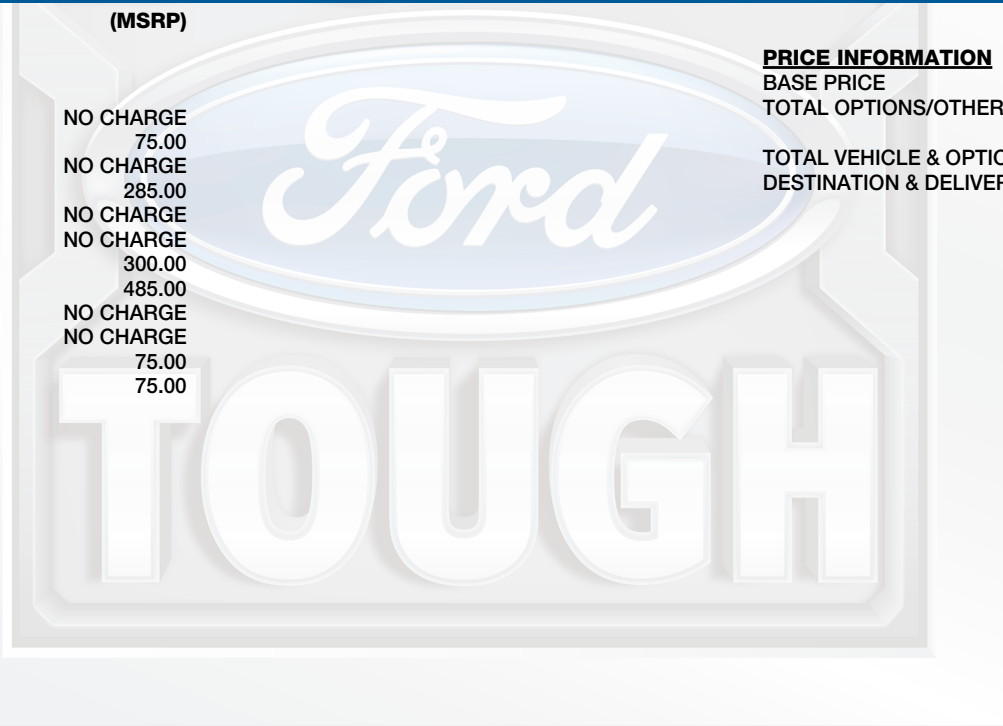 (MSRP)
NO CHARGE
75.00
NO CHARGE
285.00
NO CHARGE
NO CHARGE
300.00
485.00
NO CHARGE
NO CHARGE
75.00
75.00
PRICE INFORMATION
BASE PRICE
TOTAL OPTIONS/OTHER
TOTAL VEHICLE & OPTIO
DESTINATION & DELIVER
Ford
TOUGH